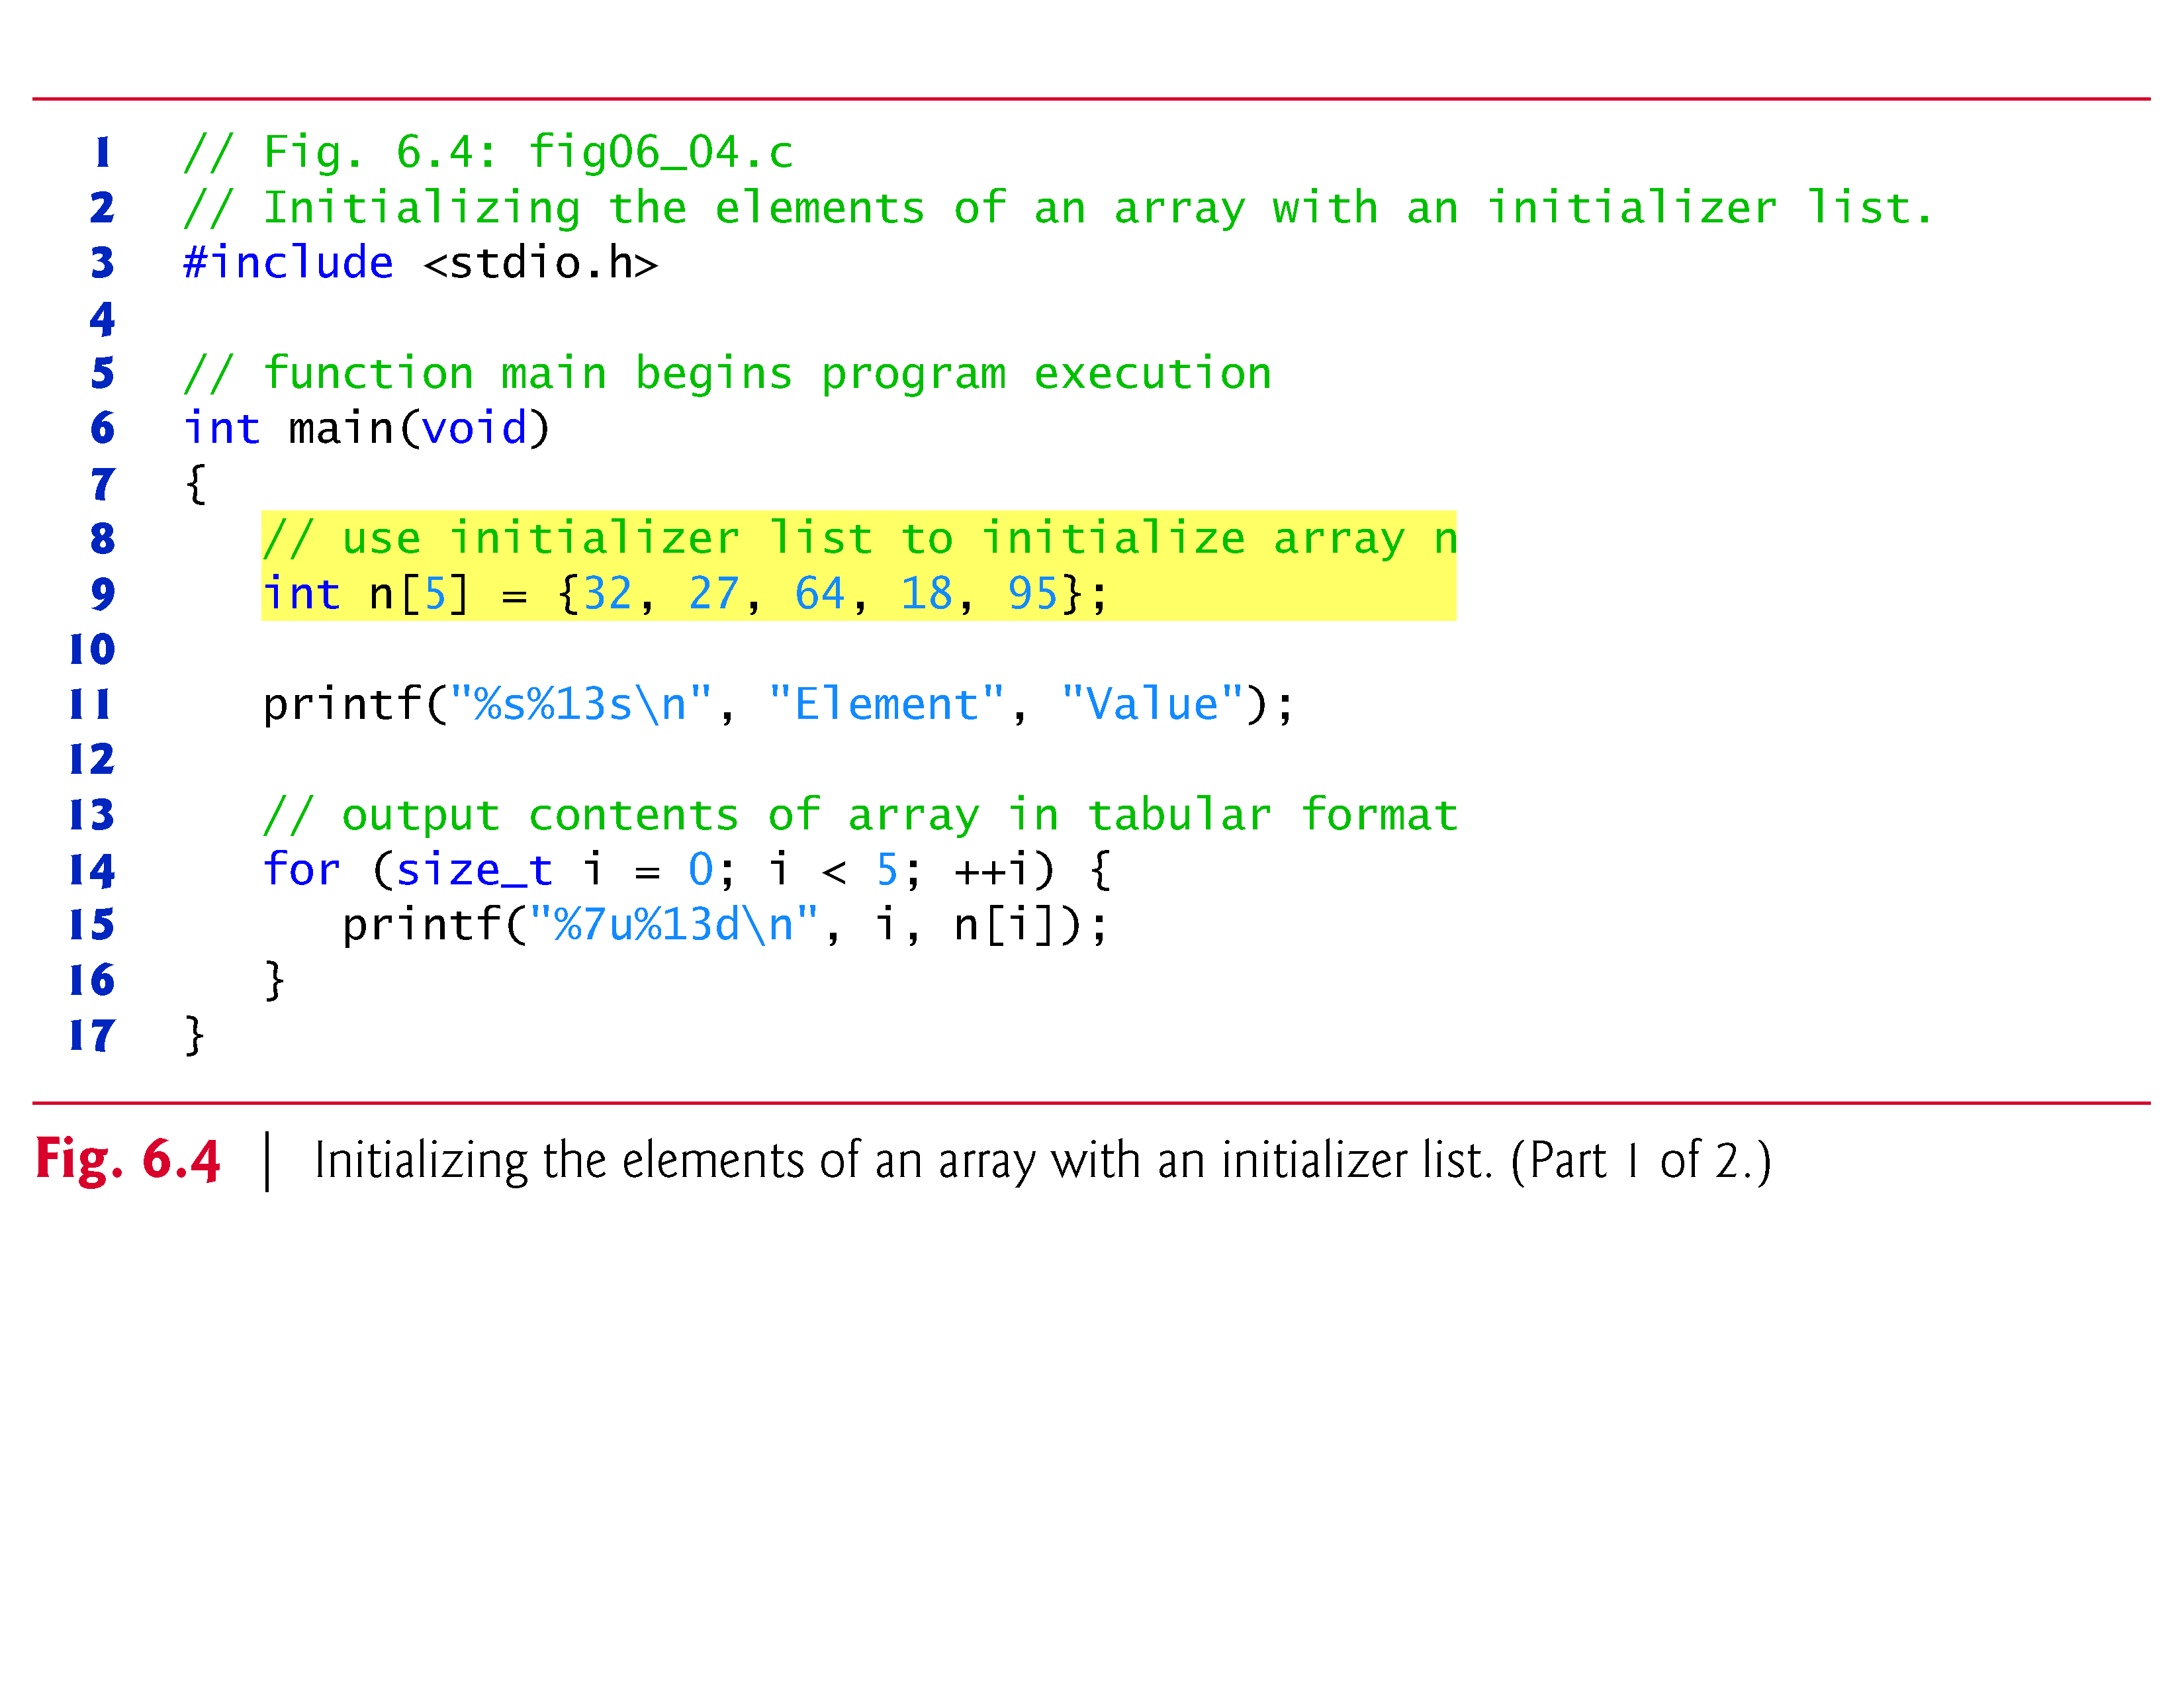 1 // Fig. 6.4: fig06_04.c
2 // Initializing the elements of an array with an initializer list.
3 #include <stdio.h>
4
5 // function main begins program execution
6 int main(void)
7 {
8    // use initializer list to initialize array n
9    int n[5] = {32, 27, 64, 18, 95};
10
11    printf("%s%13s\n", "Element", "Value");
12
13    // output contents of array in tabular format
14    for (size_t i = 0; i < 5; ++i) {
15       printf("%7u%13d\n", i, n[i]);
16    }
17 }
Fig. 6.4 | Initializing the elements of an array with an initializer list. (Part 1 of 2.)